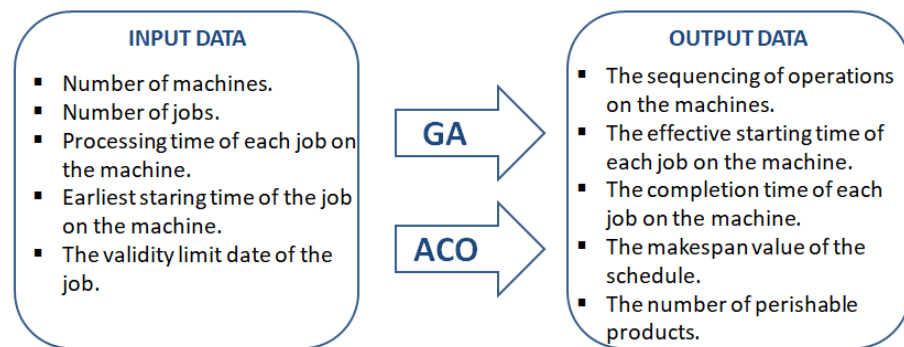 INPUT DATA
▪ Number of machines.
▪ Number of jobs.
▪ Processing time of each job on
the machine.
▪ Earliest staring time of the job
on the machine.
▪ The validity limit date of the
job.
GA
ACO
OUTPUT DATA
▪ The sequencing of operations
on the machines.
▪ The effective starting time of
each job on the machine.
▪ The completion time of each
job on the machine.
▪ The makespan value of the
schedule.
▪ The number of perishable
products.